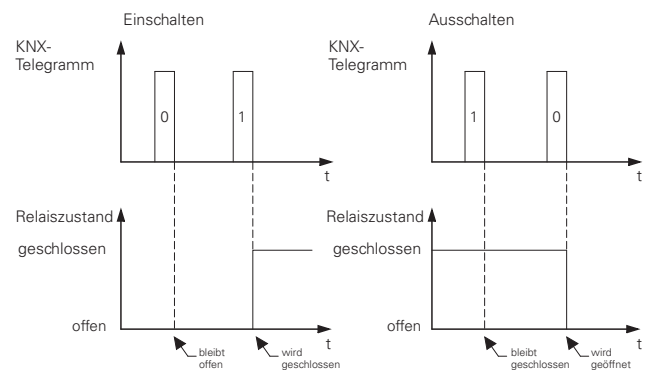 Einschalten
KNX-
Telegramm
0
1
t
Relaiszustand
geschlossen
offen
t
bleibt
offen
wird
geschlossen
Ausschalten
KNX-
Telegramm
1
0
t
Relaiszustand
geschlossen
offen
t
bleibt
geschlossen
wird
geöffnet